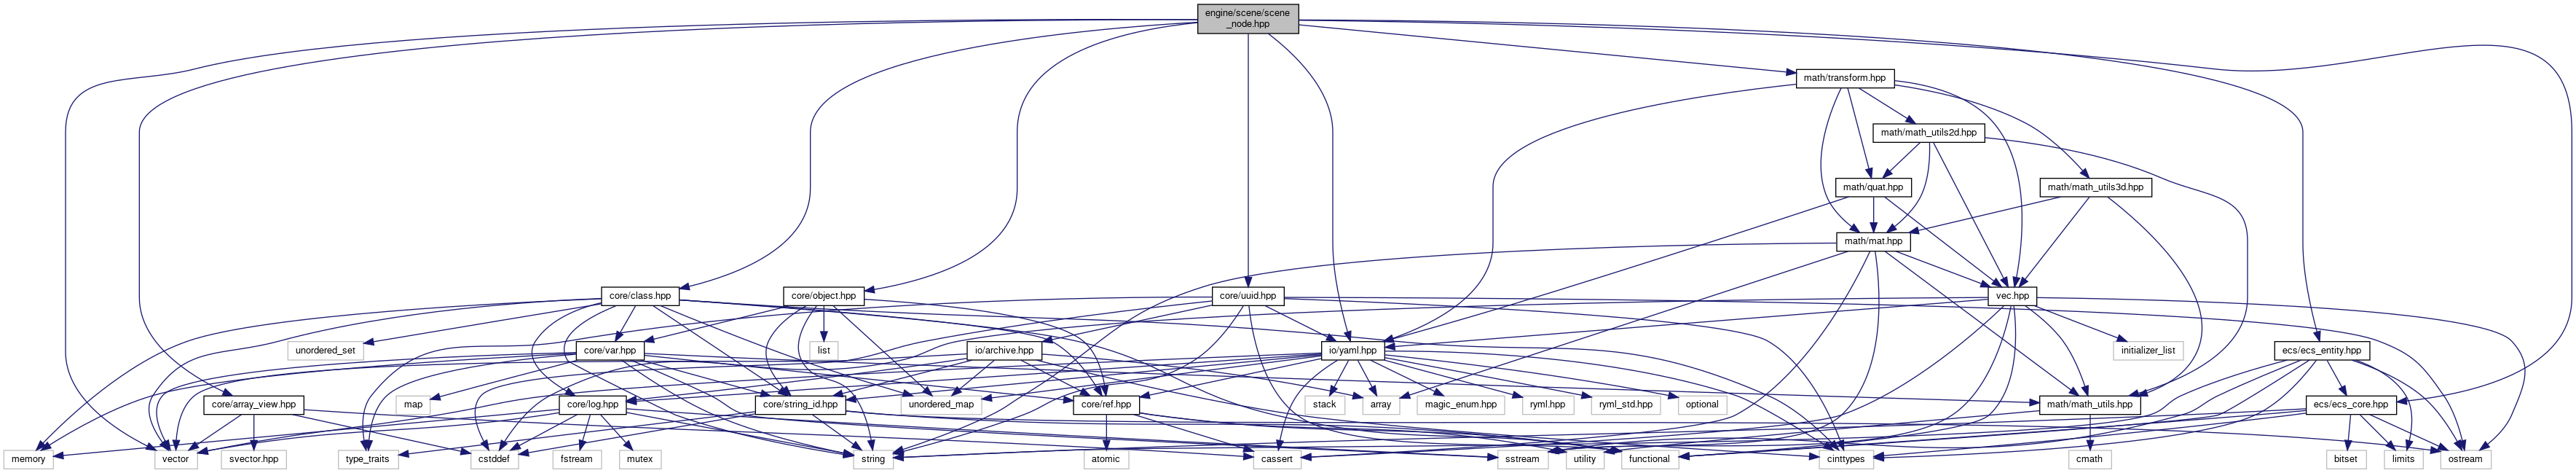 engine/scene/scene
_node.hpp
math/transform.hpp
math/math_utils2d.hpp
math/quat.hpp
math/math_utils3d.hpp
math/mat.hpp
core/class.hpp
core/object.hpp
core/uuid.hpp
vec.hpp
unordered_set
core/var.hpp
list
io/archive.hpp
io/yaml.hpp
initializer_list
ecs/ecs_entity.hpp
core/array_view.hpp
map
core/log.hpp
core/string_id.hpp
unordered_map
core/ref.hpp
stack
array
magic_enum.hpp
ryml.hpp
ryml_std.hpp
optional
math/math_utils.hpp
ecs/ecs_core.hpp
memory
vector
svector.hpp
type_traits
cstddef
fstream
mutex
string
atomic
cassert
sstream
utility
functional
cinttypes
cmath
bitset
limits
ostream